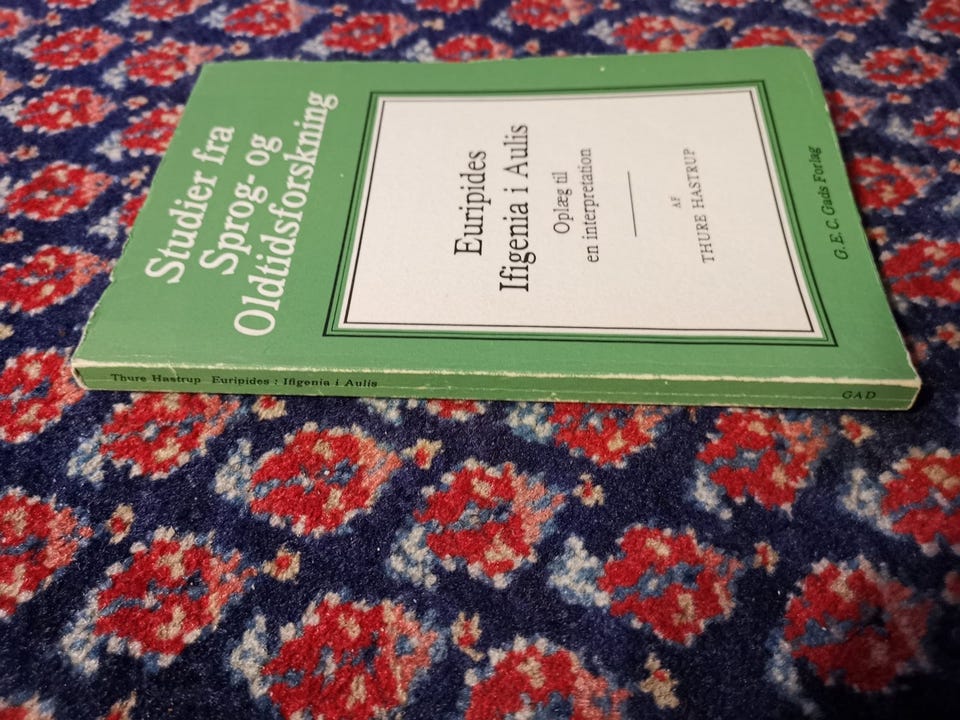 Studier fra
Sprog- og
Oldtidsforskning
Euripides
Ifigenia i Aulis
Oplæg til
en interpretation
AF
THURE HASTRUP
G. E. C. Gads Forlag
Thure Hastrup Euripides : Ifigenia i Aulis
GAD